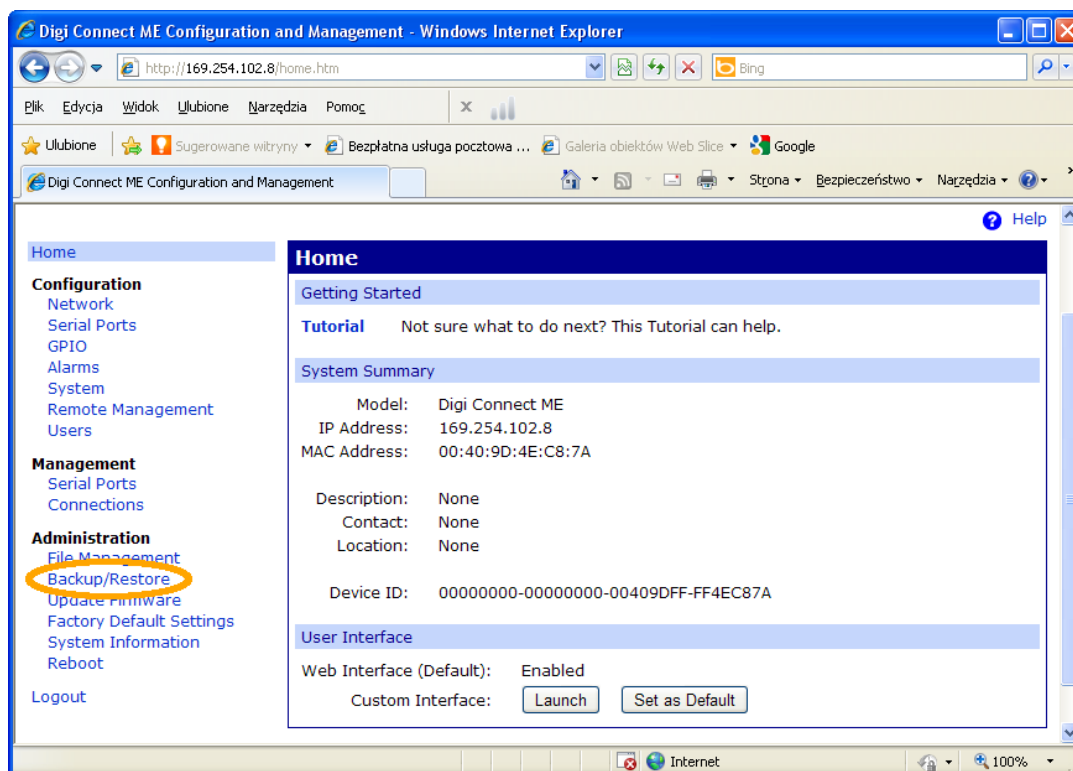 Digi Connect ME Configuration and Management - Windows Internet Explorer
http://169.254.102.8/home.htm
Bing
Plik Edycja Widok Ulubione Narzędzia Pomoc
Ulubione Sugerowane witryny Bezpłatna usługa pocztowa ... Galeria obiektów Web Slice Google
Digi Connect ME Configuration and Management
Strona Bezpieczeństwo Narzędzia
Help
Home
Configuration
Network
Serial Ports
GPIO
Alarms
System
Remote Management
Users
Management
Serial Ports
Connections
Administration
File Management
Backup/Restore
Update Firmware
Factory Default Settings
System Information
Reboot
Logout
Home
Getting Started
Tutorial Not sure what to do next? This Tutorial can help.
System Summary
Model: Digi Connect ME
IP Address: 169.254.102.8
MAC Address: 00:40:9D:4E:C8:7A
Description: None
Contact: None
Location: None
Device ID: 00000000-00000000-00409DFF-FF4EC87A
User Interface
Web Interface (Default): Enabled
Custom Interface: Launch Set as Default
Internet 100%